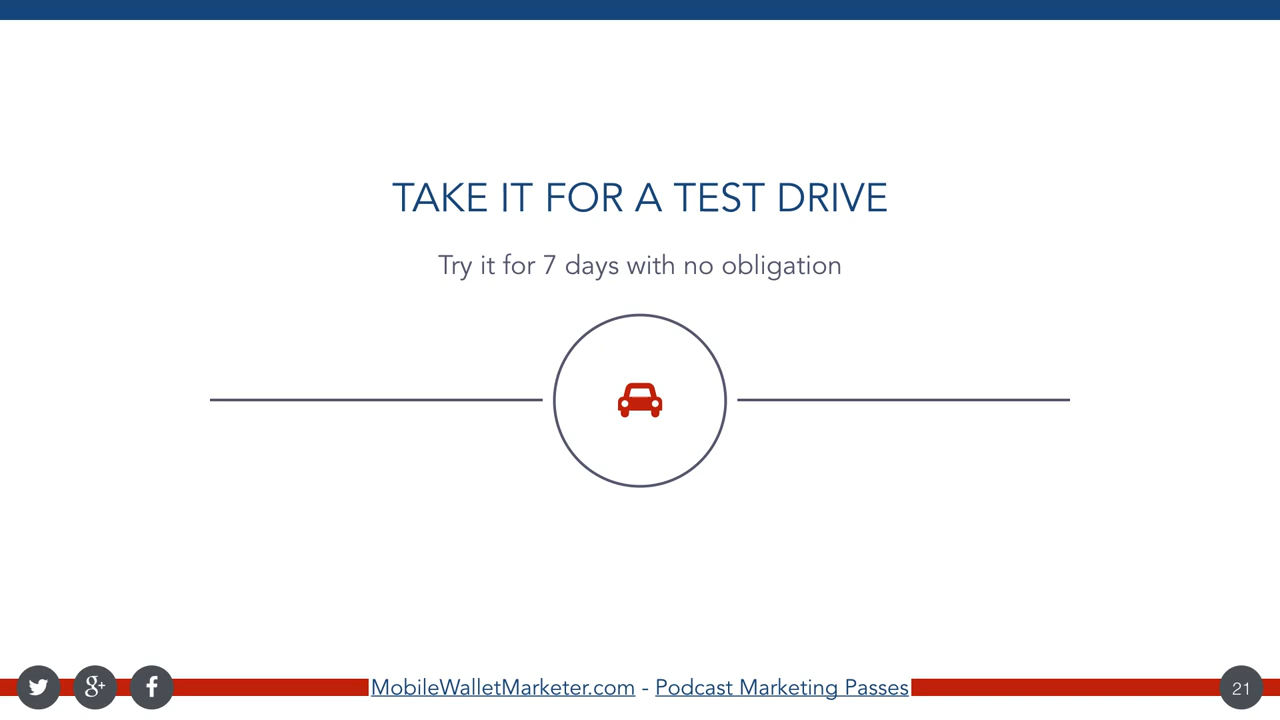 TAKE IT FOR A TEST DRIVE
Try it for 7 days with no obligation
MobileWalletMarketer.com - Podcast Marketing Passes
21